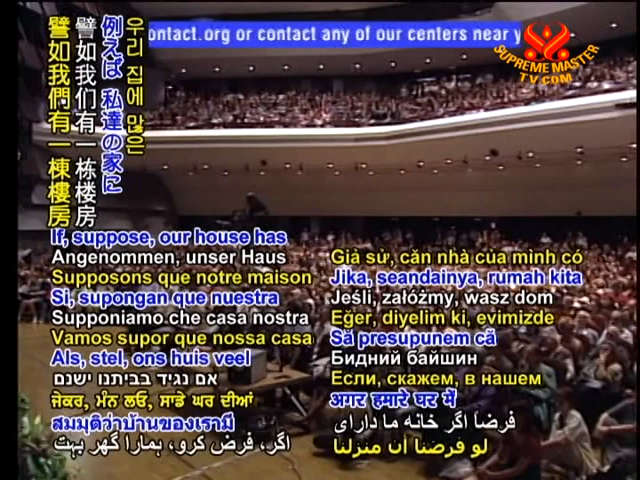 ontact.org or contact any of our centers near y
SUPREME MASTER
TV.COM
우리 집에 많은
例えば 私達の家に
譬如我们有一栋楼房
譬如我們有一棟樓房
If, suppose, our house has
Angenommen, unser Haus
Supposons que notre maison
Si, supongan que nuestra
Supponiamo che casa nostra
Vamos supor que nossa casa
Als, stel, ons huis veel
אם נגיד בביתנו ישנם
ਜੇਕਰ, ਮੰਨ ਲਓ, ਸਾਡੇ ਘਰ ਦੀਆਂ
สมมุติว่าบ้านของเรามี
اگر، فرض کرو، ہمارا گھر بہت
Giả sử, căn nhà của mình có
Jika, seandainya, rumah kita
Jeśli, załóżmy, wasz dom
Eğer, diyelim ki, evimizde
Să presupunem că
Бидний байшин
Если, скажем, в нашем
अगर हमारे घर में
فرضاً اگر خانه ما دارای
لو فرضنا أن منزلنا